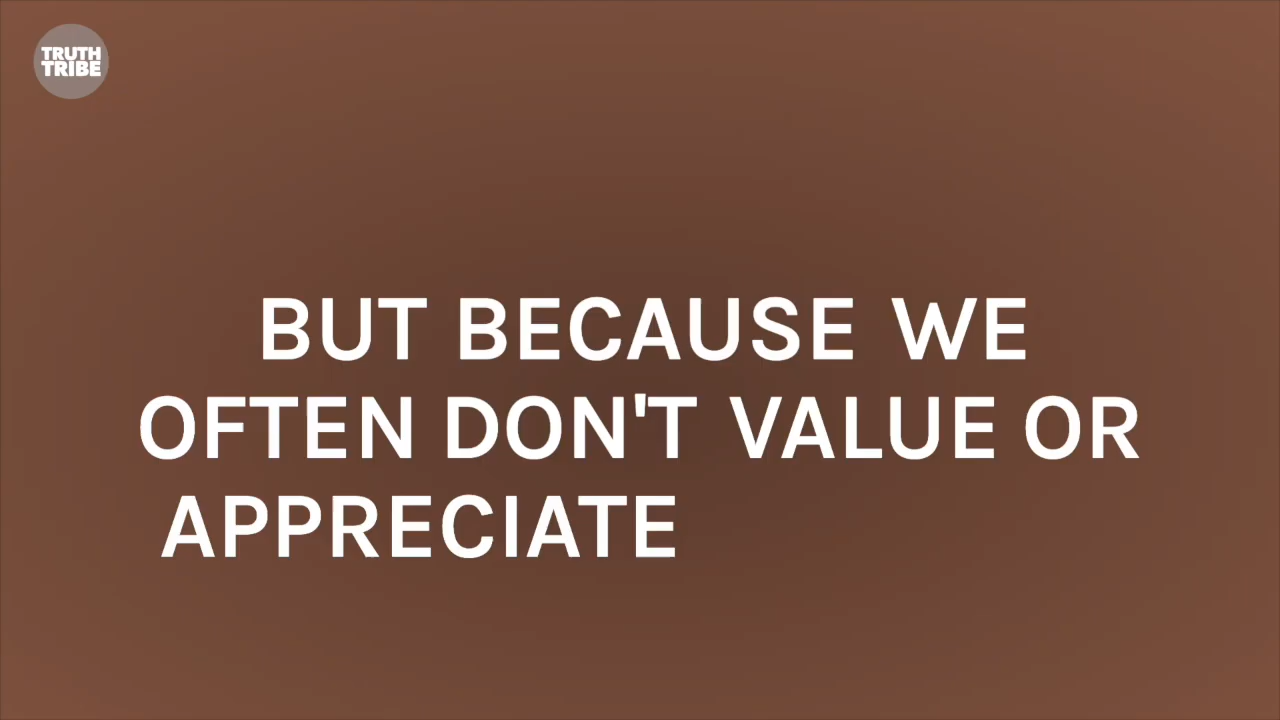 TRUTH
TRIBE
BUT BECAUSE WE
OFTEN DON'T VALUE OR
APPRECIATE